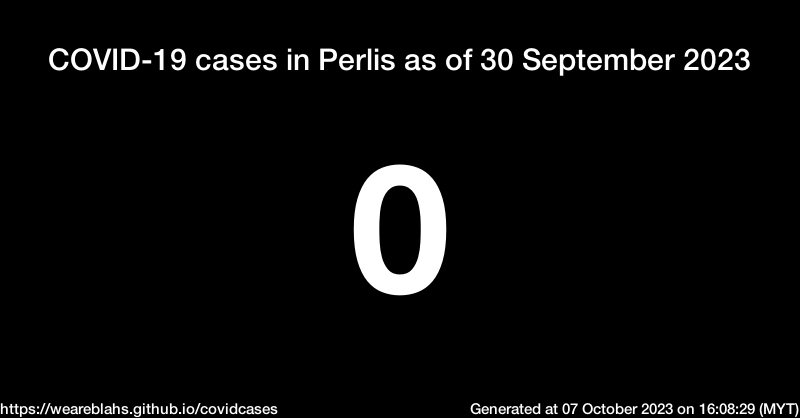 COVID-19 cases in Perlis as of 30 September 2023
0
https://weareblahs.github.io/covidcases
Generated at 07 October 2023 on 16:08:29 (MYT)